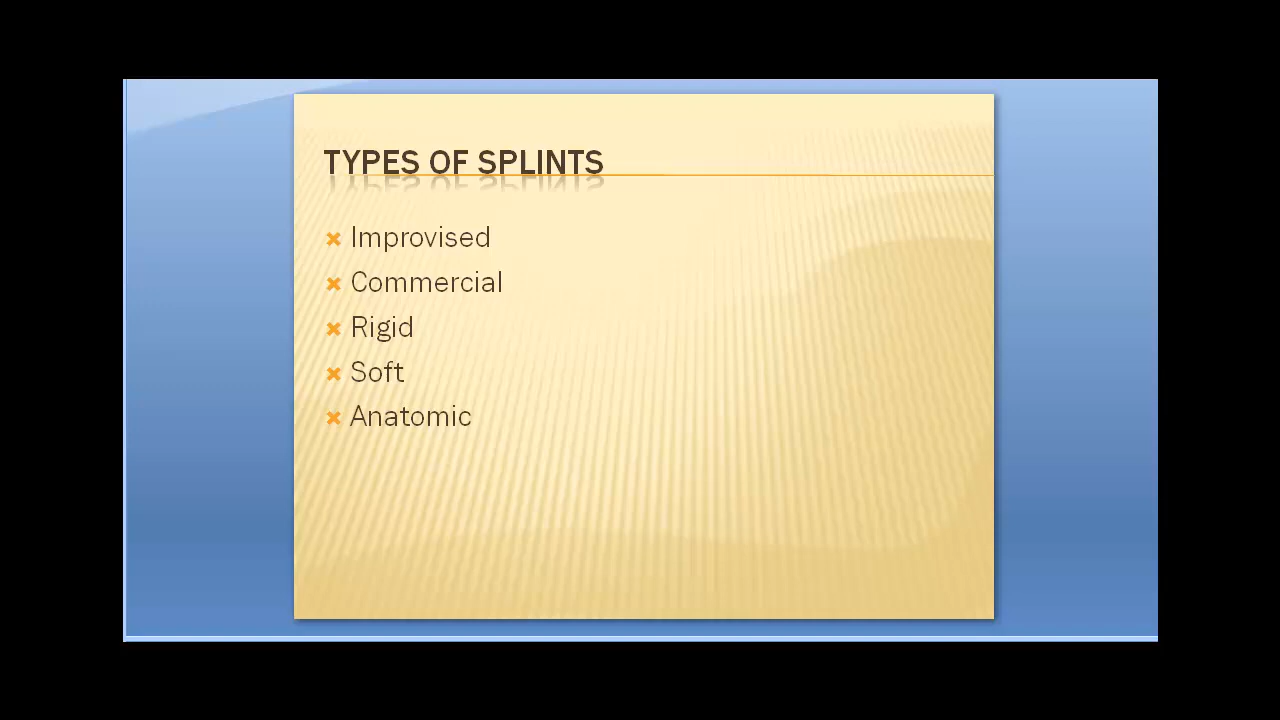 TYPES OF SPLINTS
Improvised
Commercial
Rigid
Soft
Anatomic